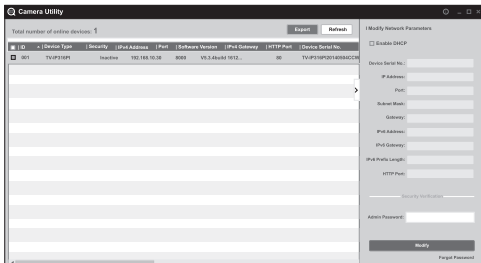 Camera Utility
Total number of online devices: 1
Export
Refresh
| ID
| Device Type
| Security
| IPv4 Address
| Port
| Software Version
| IPv4 Gateway
| HTTP Port
| Device Serial No.
001
TV-IP316PI
Inactive
192.168.10.30
8000
80
| Modify Network Parameters
Enable DHCP
Device Serial No.:
IP Address:
Port:
Subnet Mask:
Gateway:
IPv6 Address:
IPv6 Gateway:
IPv6 Prefix Length:
HTTP Port:
Security Verification
Admin Password:
Modify
Forgot Password